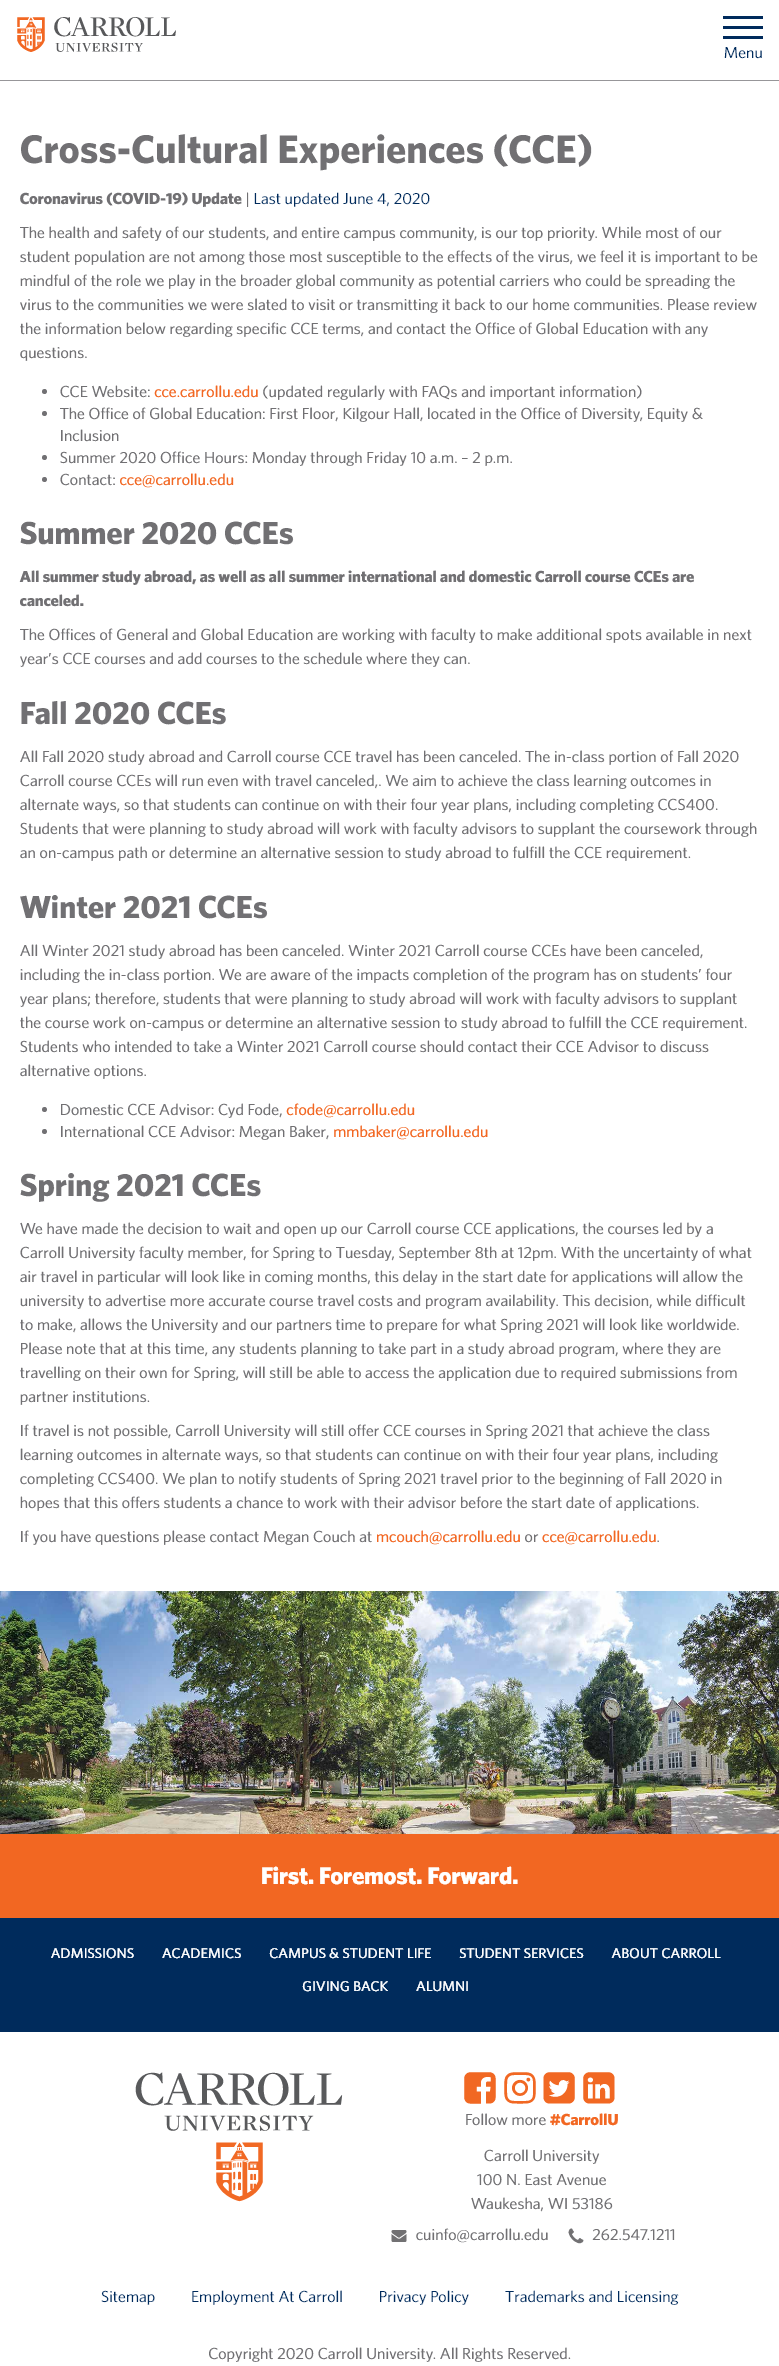 CARROLL
UNIVERSITY
Menu
Cross-Cultural Experiences (CCE)
Coronavirus (COVID-19) Update | Last updated June 4, 2020
The health and safety of our students, and entire campus community, is our top priority. While most of our
student population are not among those most susceptible to the effects of the virus, we feel it is important to be
mindful of the role we play in the broader global community as potential carriers who could be spreading the
virus to the communities we were slated to visit or transmitting it back to our home communities. Please review
the information below regarding specific CCE terms, and contact the Office of Global Education with any
questions.
• CCE Website: cce.carrollu.edu (updated regularly with FAQs and important information)
• The Office of Global Education: First Floor, Kilgour Hall, located in the Office of Diversity, Equity &
Inclusion
• Summer 2020 Office Hours: Monday through Friday 10 a.m. – 2 p.m.
• Contact: cce@carrollu.edu
Summer 2020 CCEs
All summer study abroad, as well as all summer international and domestic Carroll course CCEs are
canceled.
The Offices of General and Global Education are working with faculty to make additional spots available in next
year’s CCE courses and add courses to the schedule where they can.
Fall 2020 CCEs
All Fall 2020 study abroad and Carroll course CCE travel has been canceled. The in-class portion of Fall 2020
Carroll course CCEs will run even with travel canceled,. We aim to achieve the class learning outcomes in
alternate ways, so that students can continue on with their four year plans, including completing CCS400.
Students that were planning to study abroad will work with faculty advisors to supplant the coursework through
an on-campus path or determine an alternative session to study abroad to fulfill the CCE requirement.
Winter 2021 CCEs
All Winter 2021 study abroad has been canceled. Winter 2021 Carroll course CCEs have been canceled,
including the in-class portion. We are aware of the impacts completion of the program has on students’ four
year plans; therefore, students that were planning to study abroad will work with faculty advisors to supplant
the course work on-campus or determine an alternative session to study abroad to fulfill the CCE requirement.
Students who intended to take a Winter 2021 Carroll course should contact their CCE Advisor to discuss
alternative options.
• Domestic CCE Advisor: Cyd Fode, cfode@carrollu.edu
• International CCE Advisor: Megan Baker, mmbaker@carrollu.edu
Spring 2021 CCEs
We have made the decision to wait and open up our Carroll course CCE applications, the courses led by a
Carroll University faculty member, for Spring to Tuesday, September 8th at 12pm. With the uncertainty of what
air travel in particular will look like in coming months, this delay in the start date for applications will allow the
university to advertise more accurate course travel costs and program availability. This decision, while difficult
to make, allows the University and our partners time to prepare for what Spring 2021 will look like worldwide.
Please note that at this time, any students planning to take part in a study abroad program, where they are
travelling on their own for Spring, will still be able to access the application due to required submissions from
partner institutions.
If travel is not possible, Carroll University will still offer CCE courses in Spring 2021 that achieve the class
learning outcomes in alternate ways, so that students can continue on with their four year plans, including
completing CCS400. We plan to notify students of Spring 2021 travel prior to the beginning of Fall 2020 in
hopes that this offers students a chance to work with their advisor before the start date of applications.
If you have questions please contact Megan Couch at mcouch@carrollu.edu or cce@carrollu.edu.
First. Foremost. Forward.
ADMISSIONS ACADEMICS CAMPUS & STUDENT LIFE STUDENT SERVICES ABOUT CARROLL
GIVING BACK ALUMNI
CARROLL
UNIVERSITY
Follow more #CarrollU
Carroll University
100 N. East Avenue
Waukesha, WI 53186
cuinfo@carrollu.edu 262.547.1211
Sitemap Employment At Carroll Privacy Policy Trademarks and Licensing
Copyright 2020 Carroll University. All Rights Reserved.